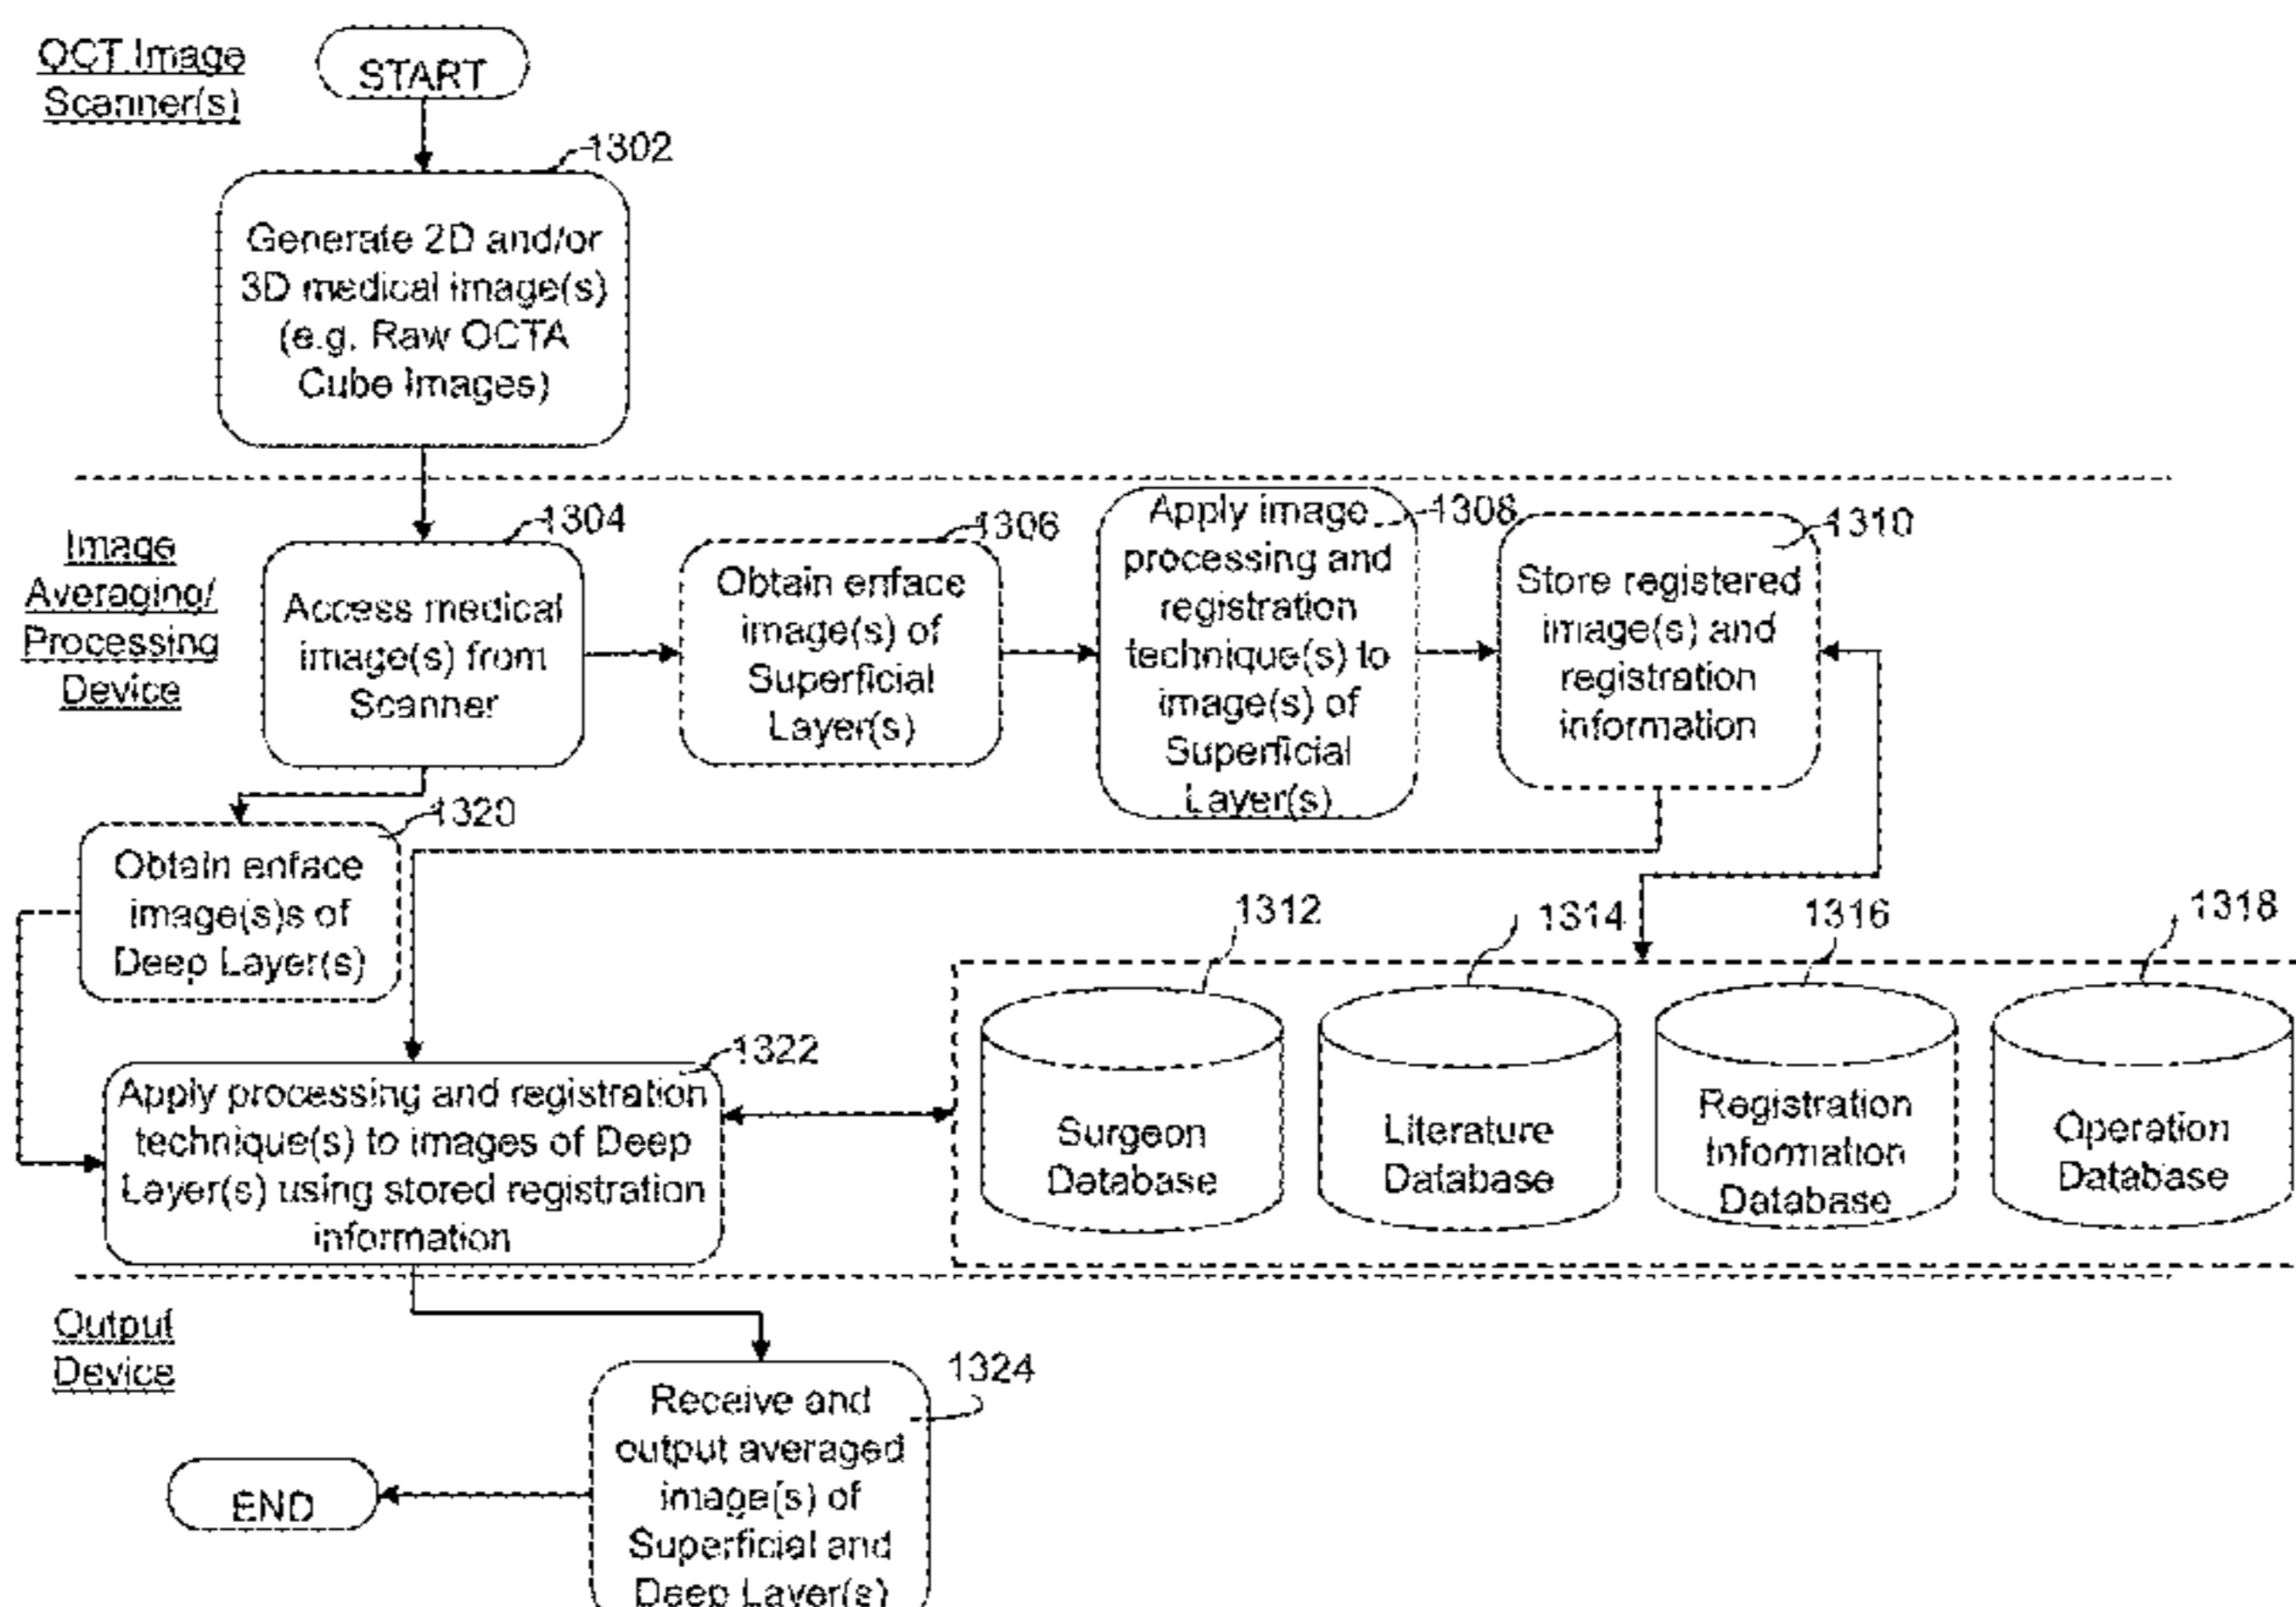 OCT Image
Scanner(s)
START
1302
Generate 2D and/or
3D medical image(s)
(e.g. Raw OCTA
Cube Images)
Image
Averaging/
Processing
Device
1304
Access medical
image(s) from
Scanner
1306
Obtain enface
image(s) of
Superficial
Layer(s)
1308
Apply image
processing and
registration
technique(s) to
image(s) of
Superficial
Layer(s)
1310
Store registered
image(s) and
registration
information
1320
Obtain enface
image(s)s of
Deep Layer(s)
1322
Apply processing and registration
technique(s) to images of Deep
Layer(s) using stored registration
information
1312
Surgeon
Database
1314
Literature
Database
1316
Registration
Information
Database
1318
Operation
Database
Output
Device
1324
Receive and
output averaged
image(s) of
Superficial and
Deep Layer(s)
END